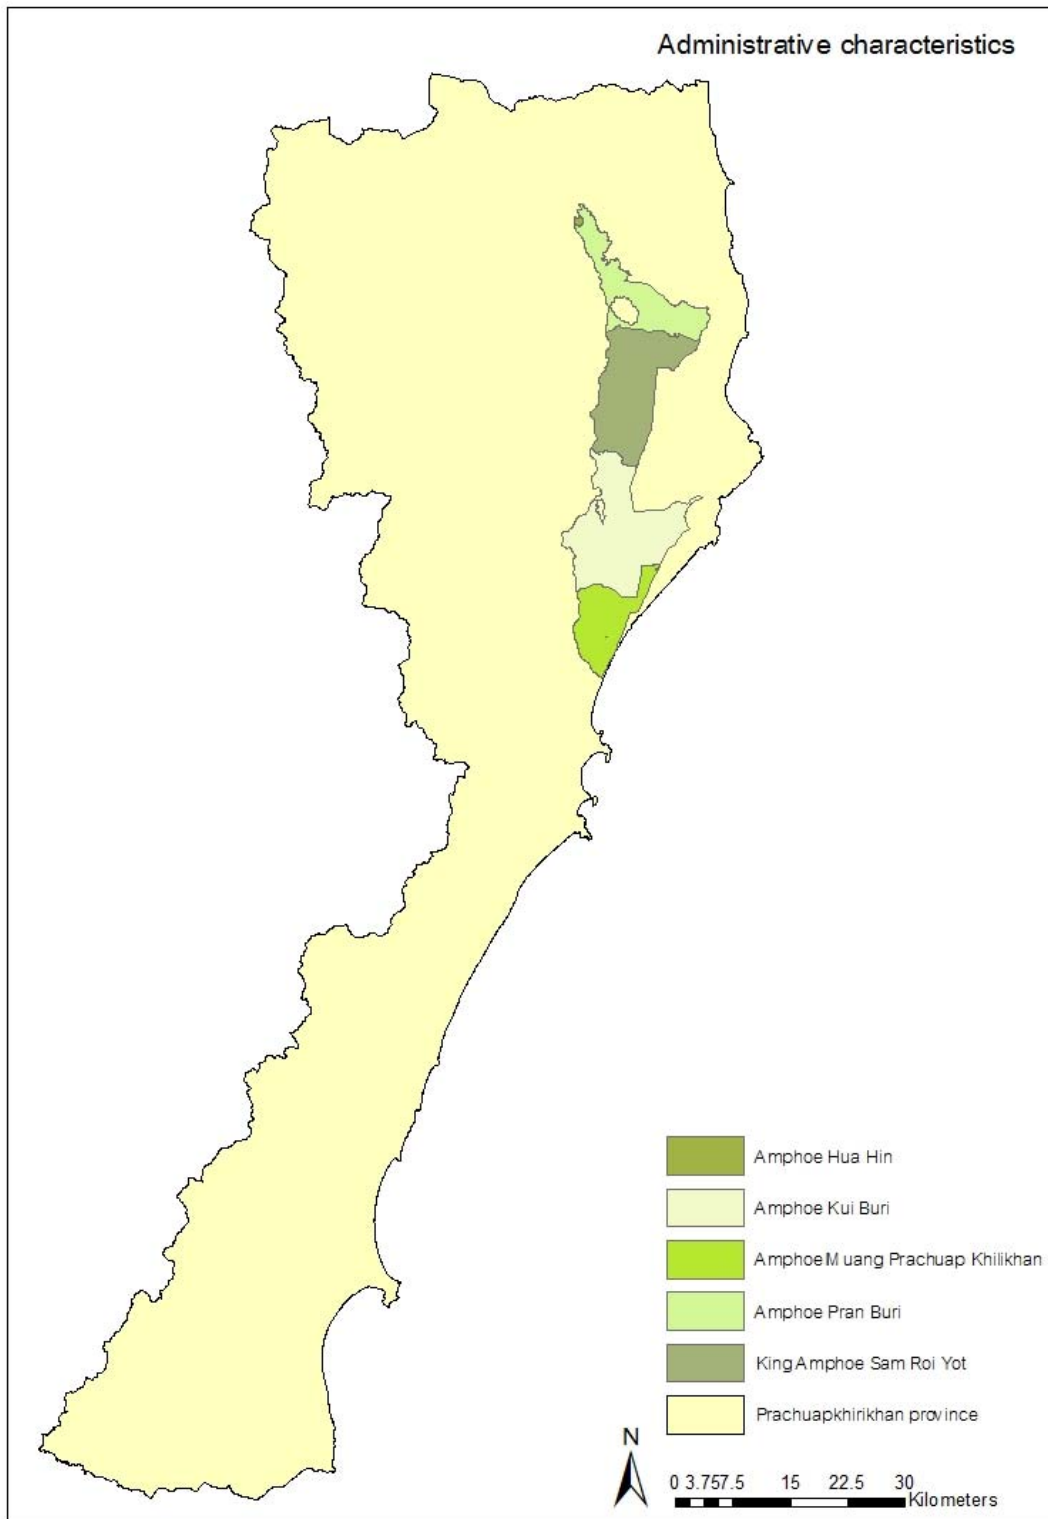 Administrative characteristics
Amphoe Hua Hin
Amphoe Kui Buri
Amphoe Muang Prachuap Khilikhan
Amphoe Pran Buri
King Amphoe Sam Roi Yot
Prachuapkhirikhan province
N
0 3.757.5 15 22.5 30
Kilometers